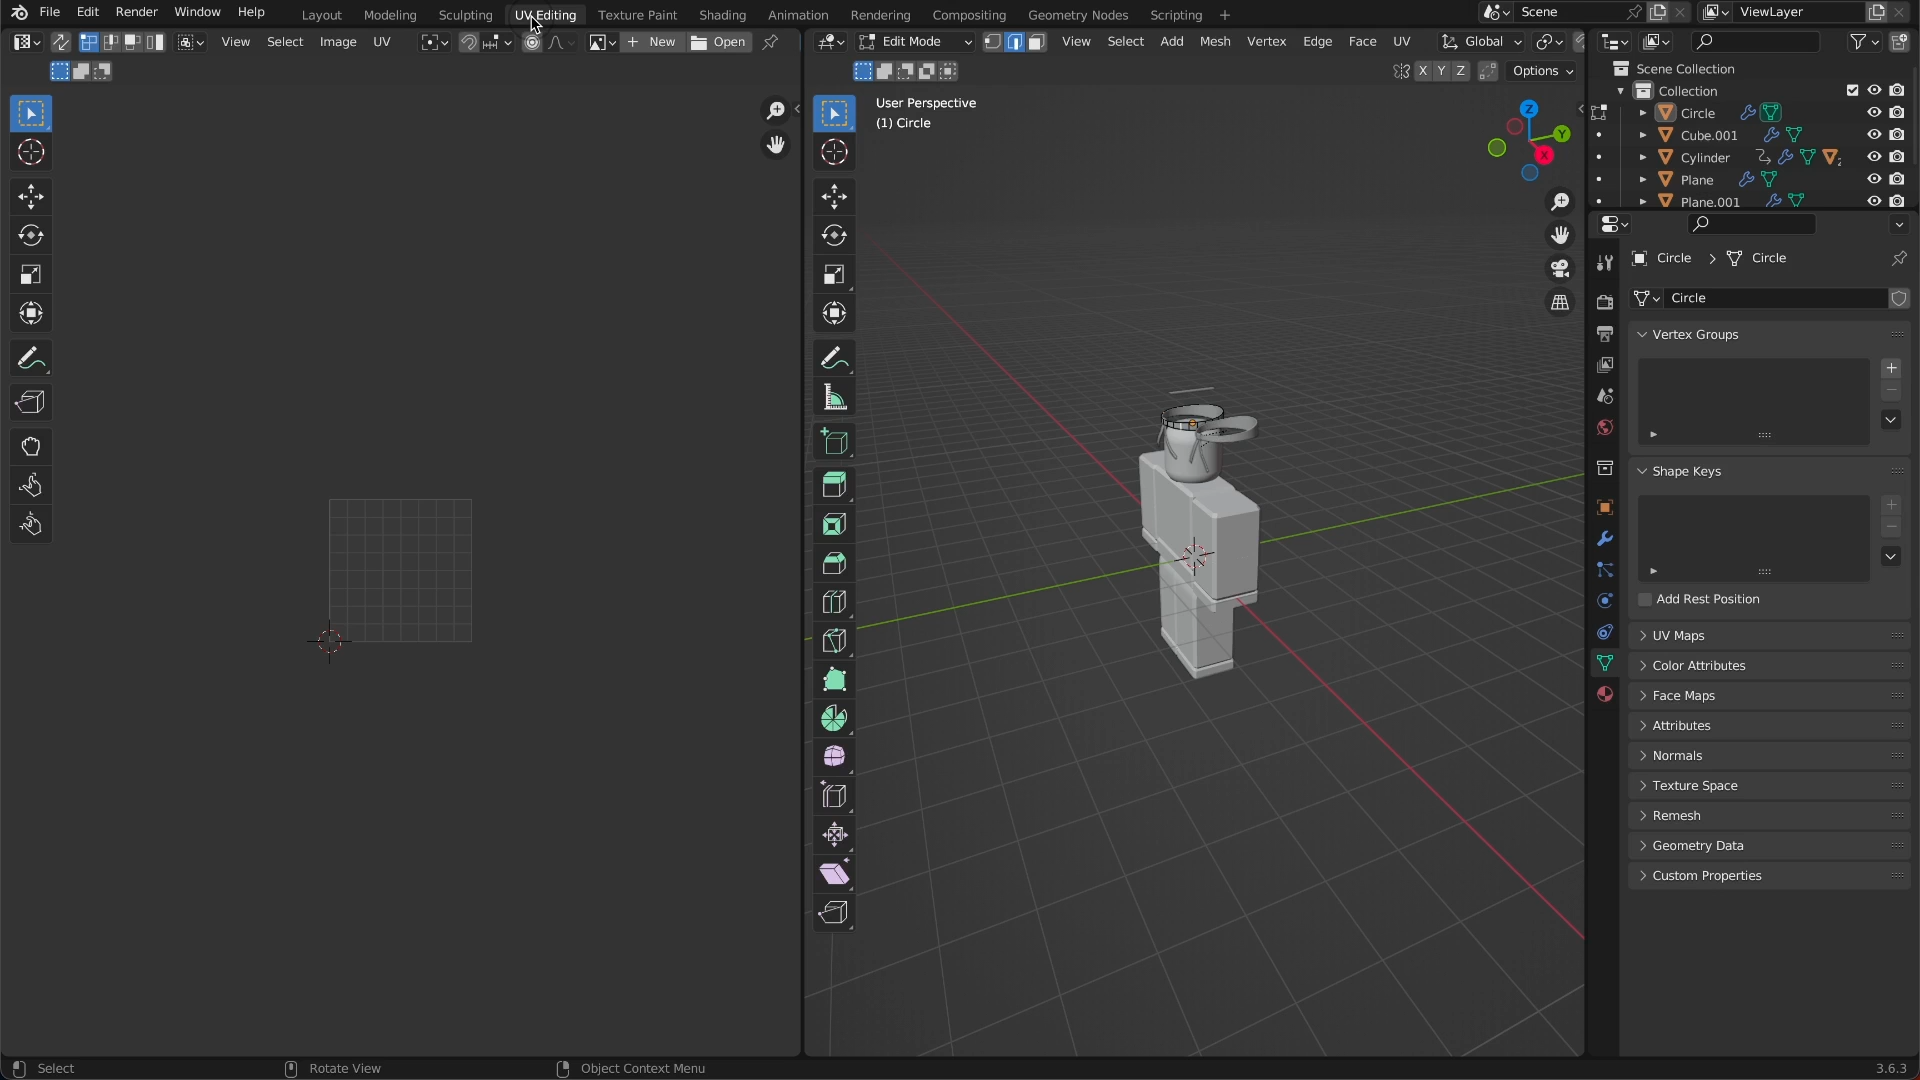 File Edit Render Window Help Layout Modeling Sculpting UV Editing Texture Paint Shading Animation Rendering Compositing Geometry Nodes Scripting + Scene ViewLayer
View Select Image UV New Open Edit Mode View Select Add Mesh Vertex Edge Face UV Global
X Y Z Options
Scene Collection
Collection
Circle
Cube.001
Cylinder 2
Plane
Plane.001
User Perspective
(1) Circle
Z
Y
X
Circle > Circle
Circle
Vertex Groups
Shape Keys
Add Rest Position
UV Maps
Color Attributes
Face Maps
Attributes
Normals
Texture Space
Remesh
Geometry Data
Custom Properties
Select Rotate View Object Context Menu 3.6.3